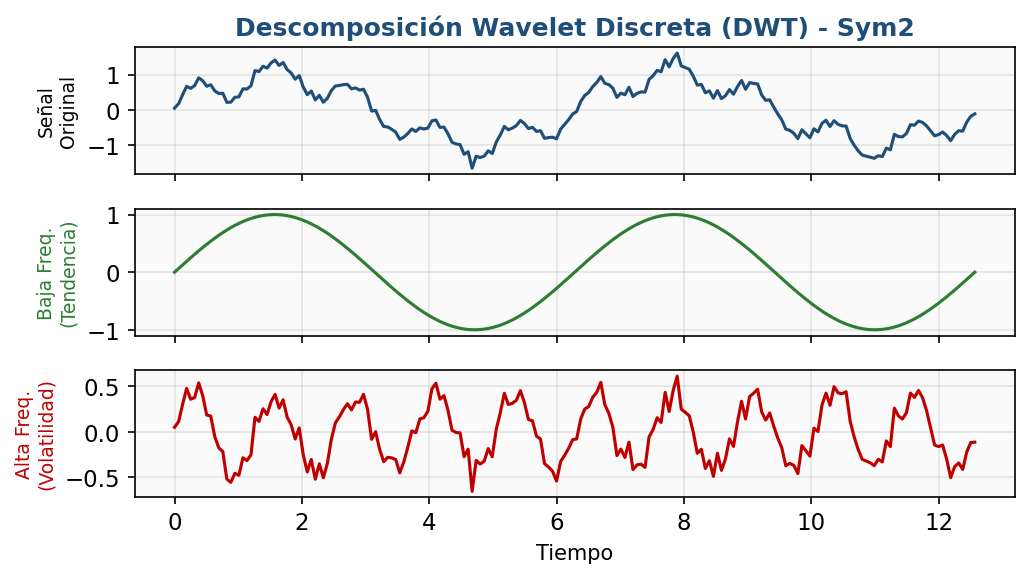 Descomposición Wavelet Discreta (DWT) - Sym2
Señal
Original
1
0
−1
Baja Freq.
(Tendencia)
1
0
−1
Alta Freq.
(Volatilidad)
0.5
0.0
−0.5
0 2 4 6 8 10 12
Tiempo